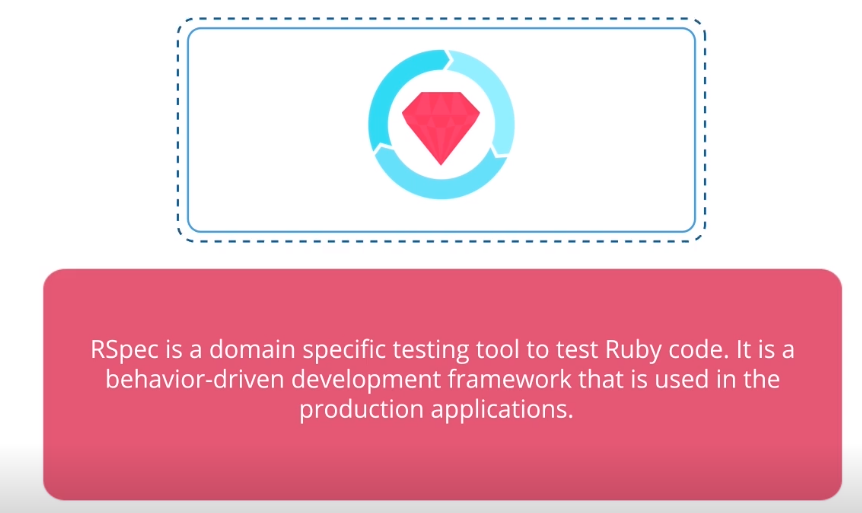 RSpec is a domain specific testing tool to test Ruby code. It is a
behavior-driven development framework that is used in the
production applications.